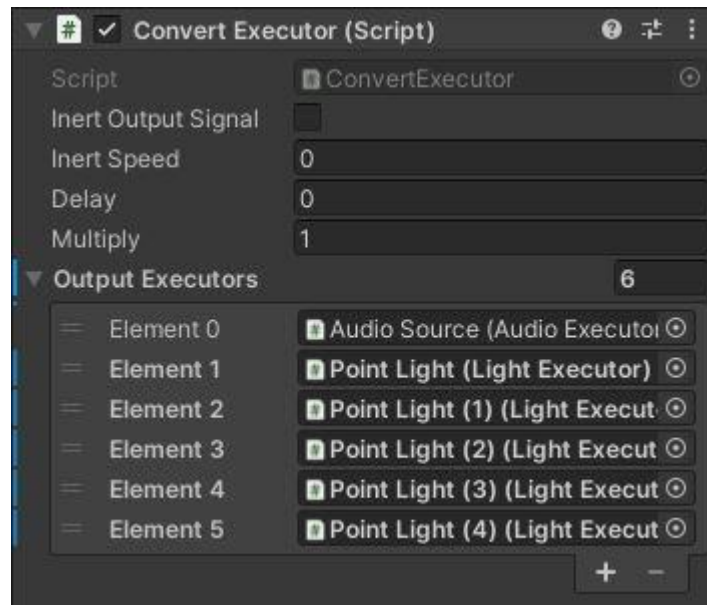 # Convert Executor (Script)
Script # ConvertExecutor
Inert Output Signal
Inert Speed 0
Delay 0
Multiply 1
Output Executors 6
Element 0 # Audio Source (Audio Executor
Element 1 # Point Light (Light Executor)
Element 2 # Point Light (1) (Light Execut
Element 3 # Point Light (2) (Light Execut
Element 4 # Point Light (3) (Light Execut
Element 5 # Point Light (4) (Light Execut
+ −